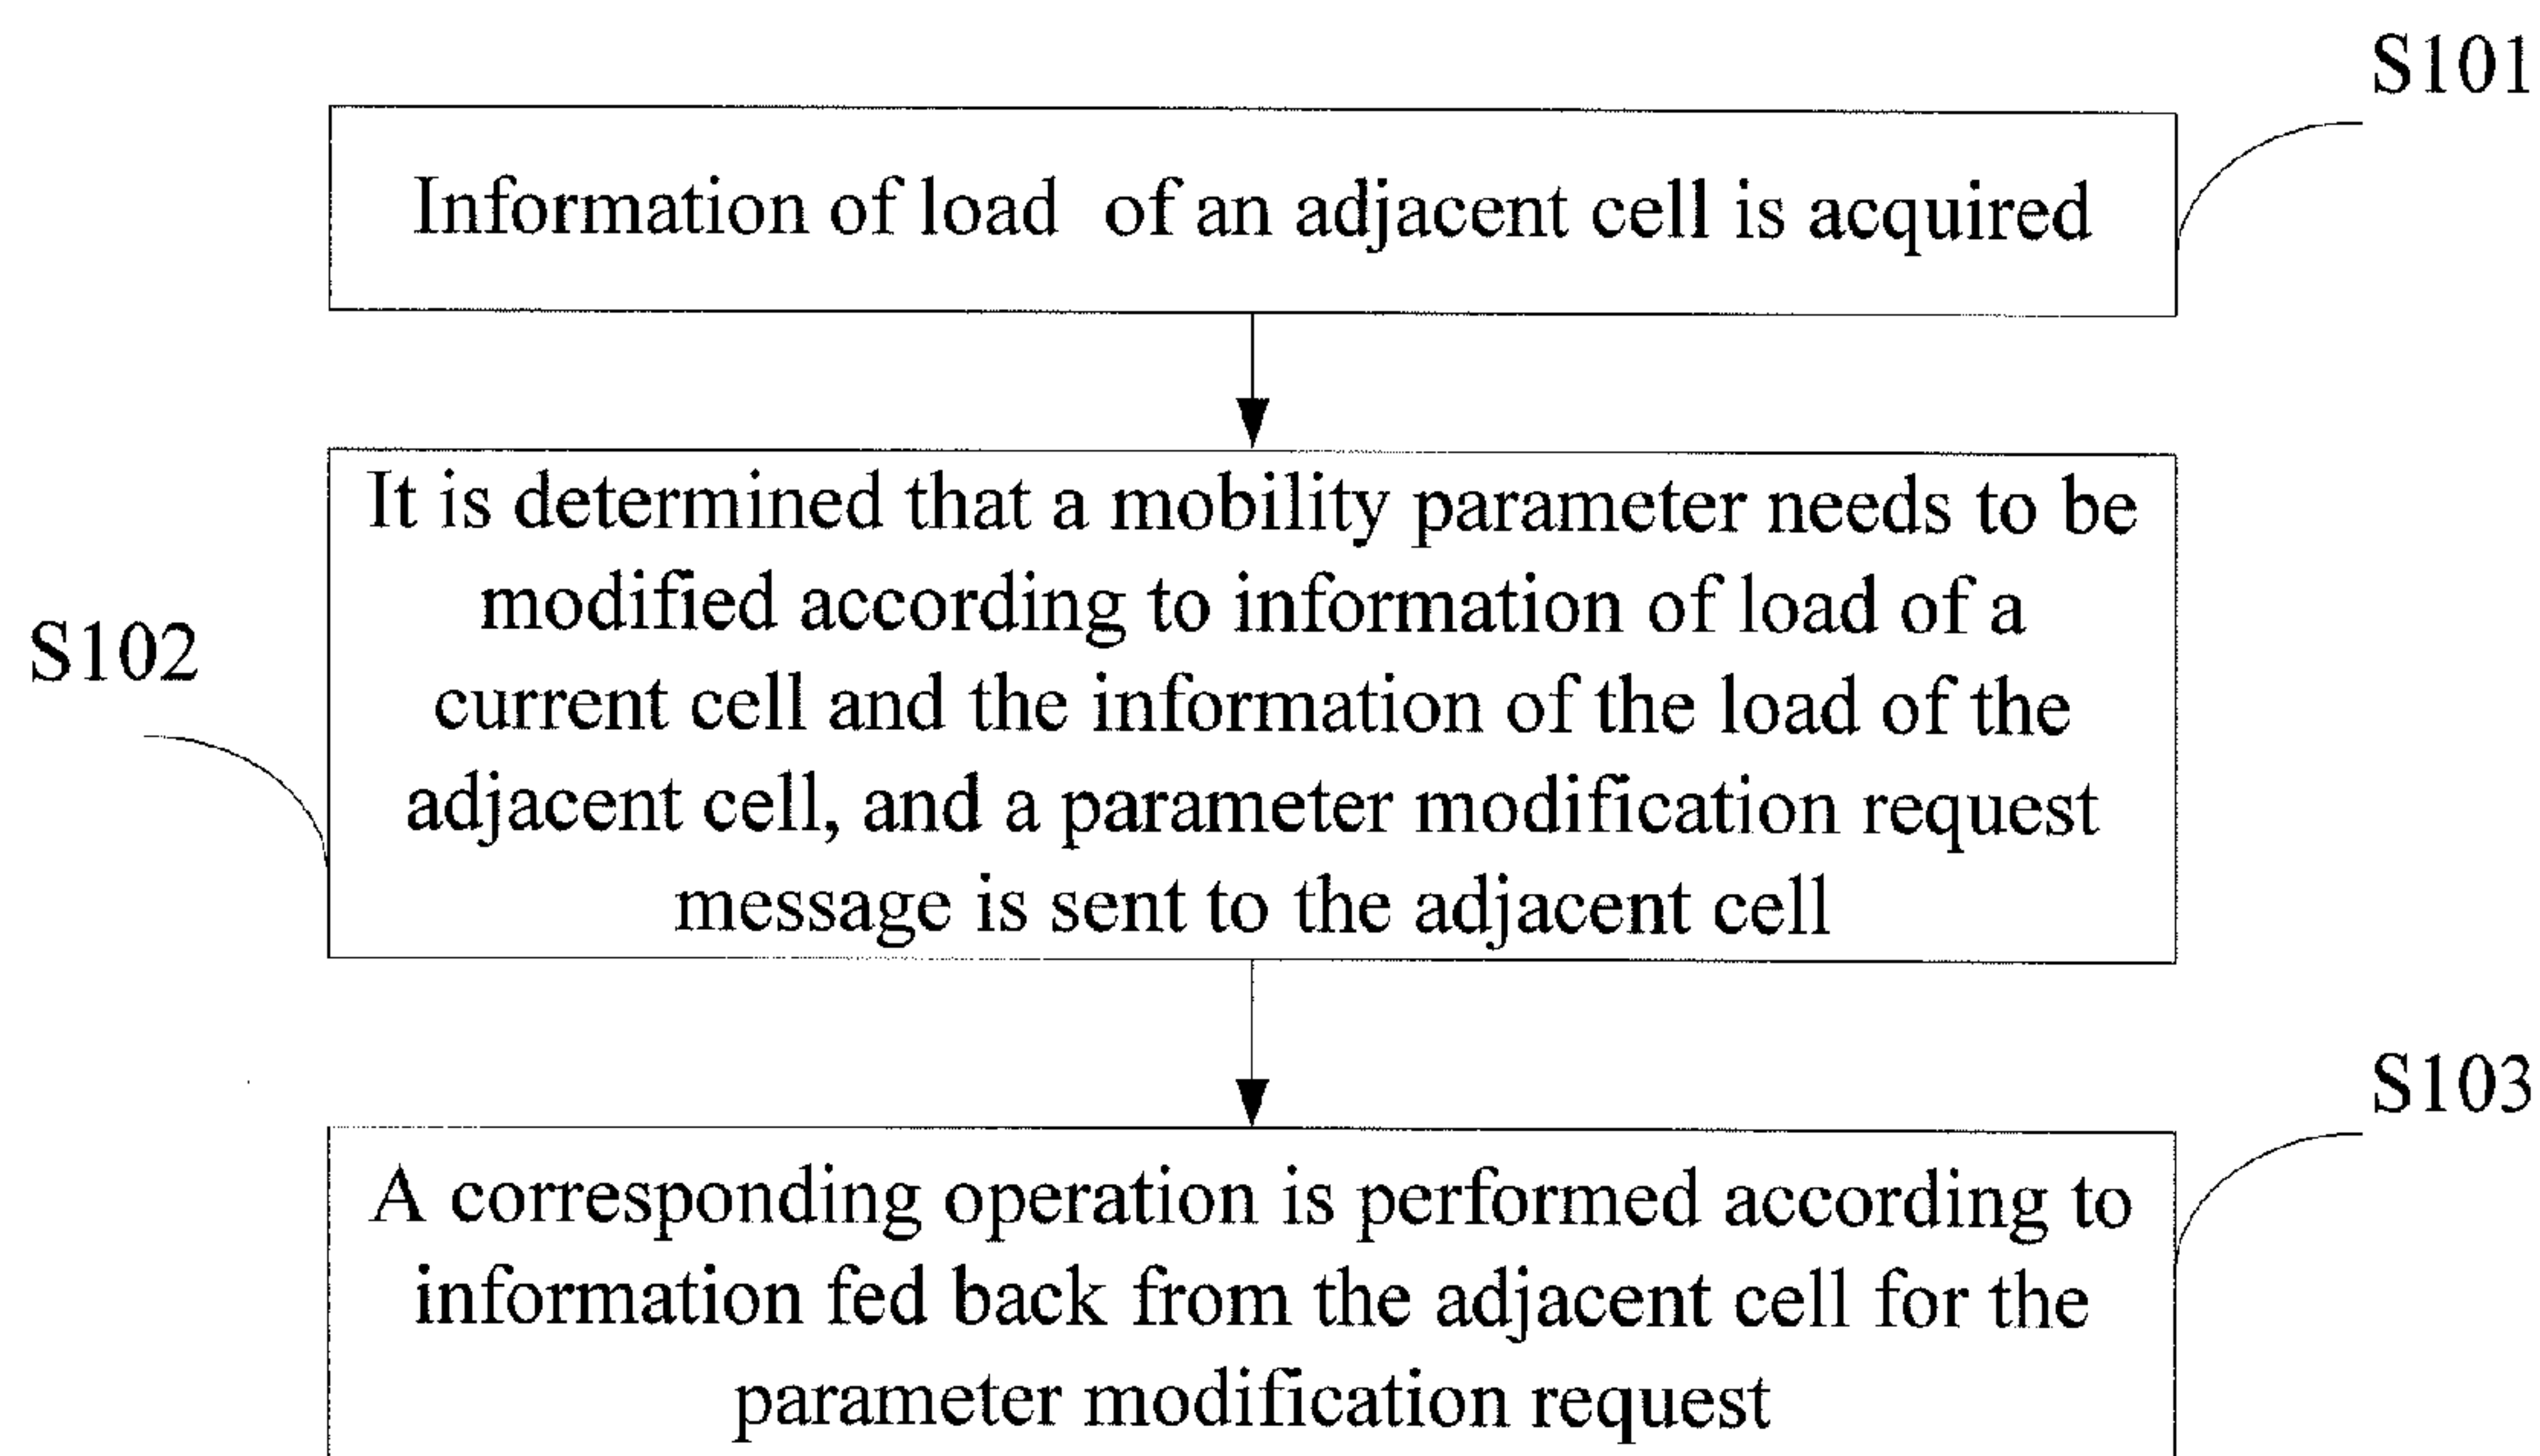 S101
Information of load of an adjacent cell is acquired
It is determined that a mobility parameter needs to be
modified according to information of load of a
S102
current cell and the information of the load of the
adjacent cell, and a parameter modification request
message is sent to the adjacent cell
S103
A corresponding operation is performed according to
information fed back from the adjacent cell for the
parameter modification request